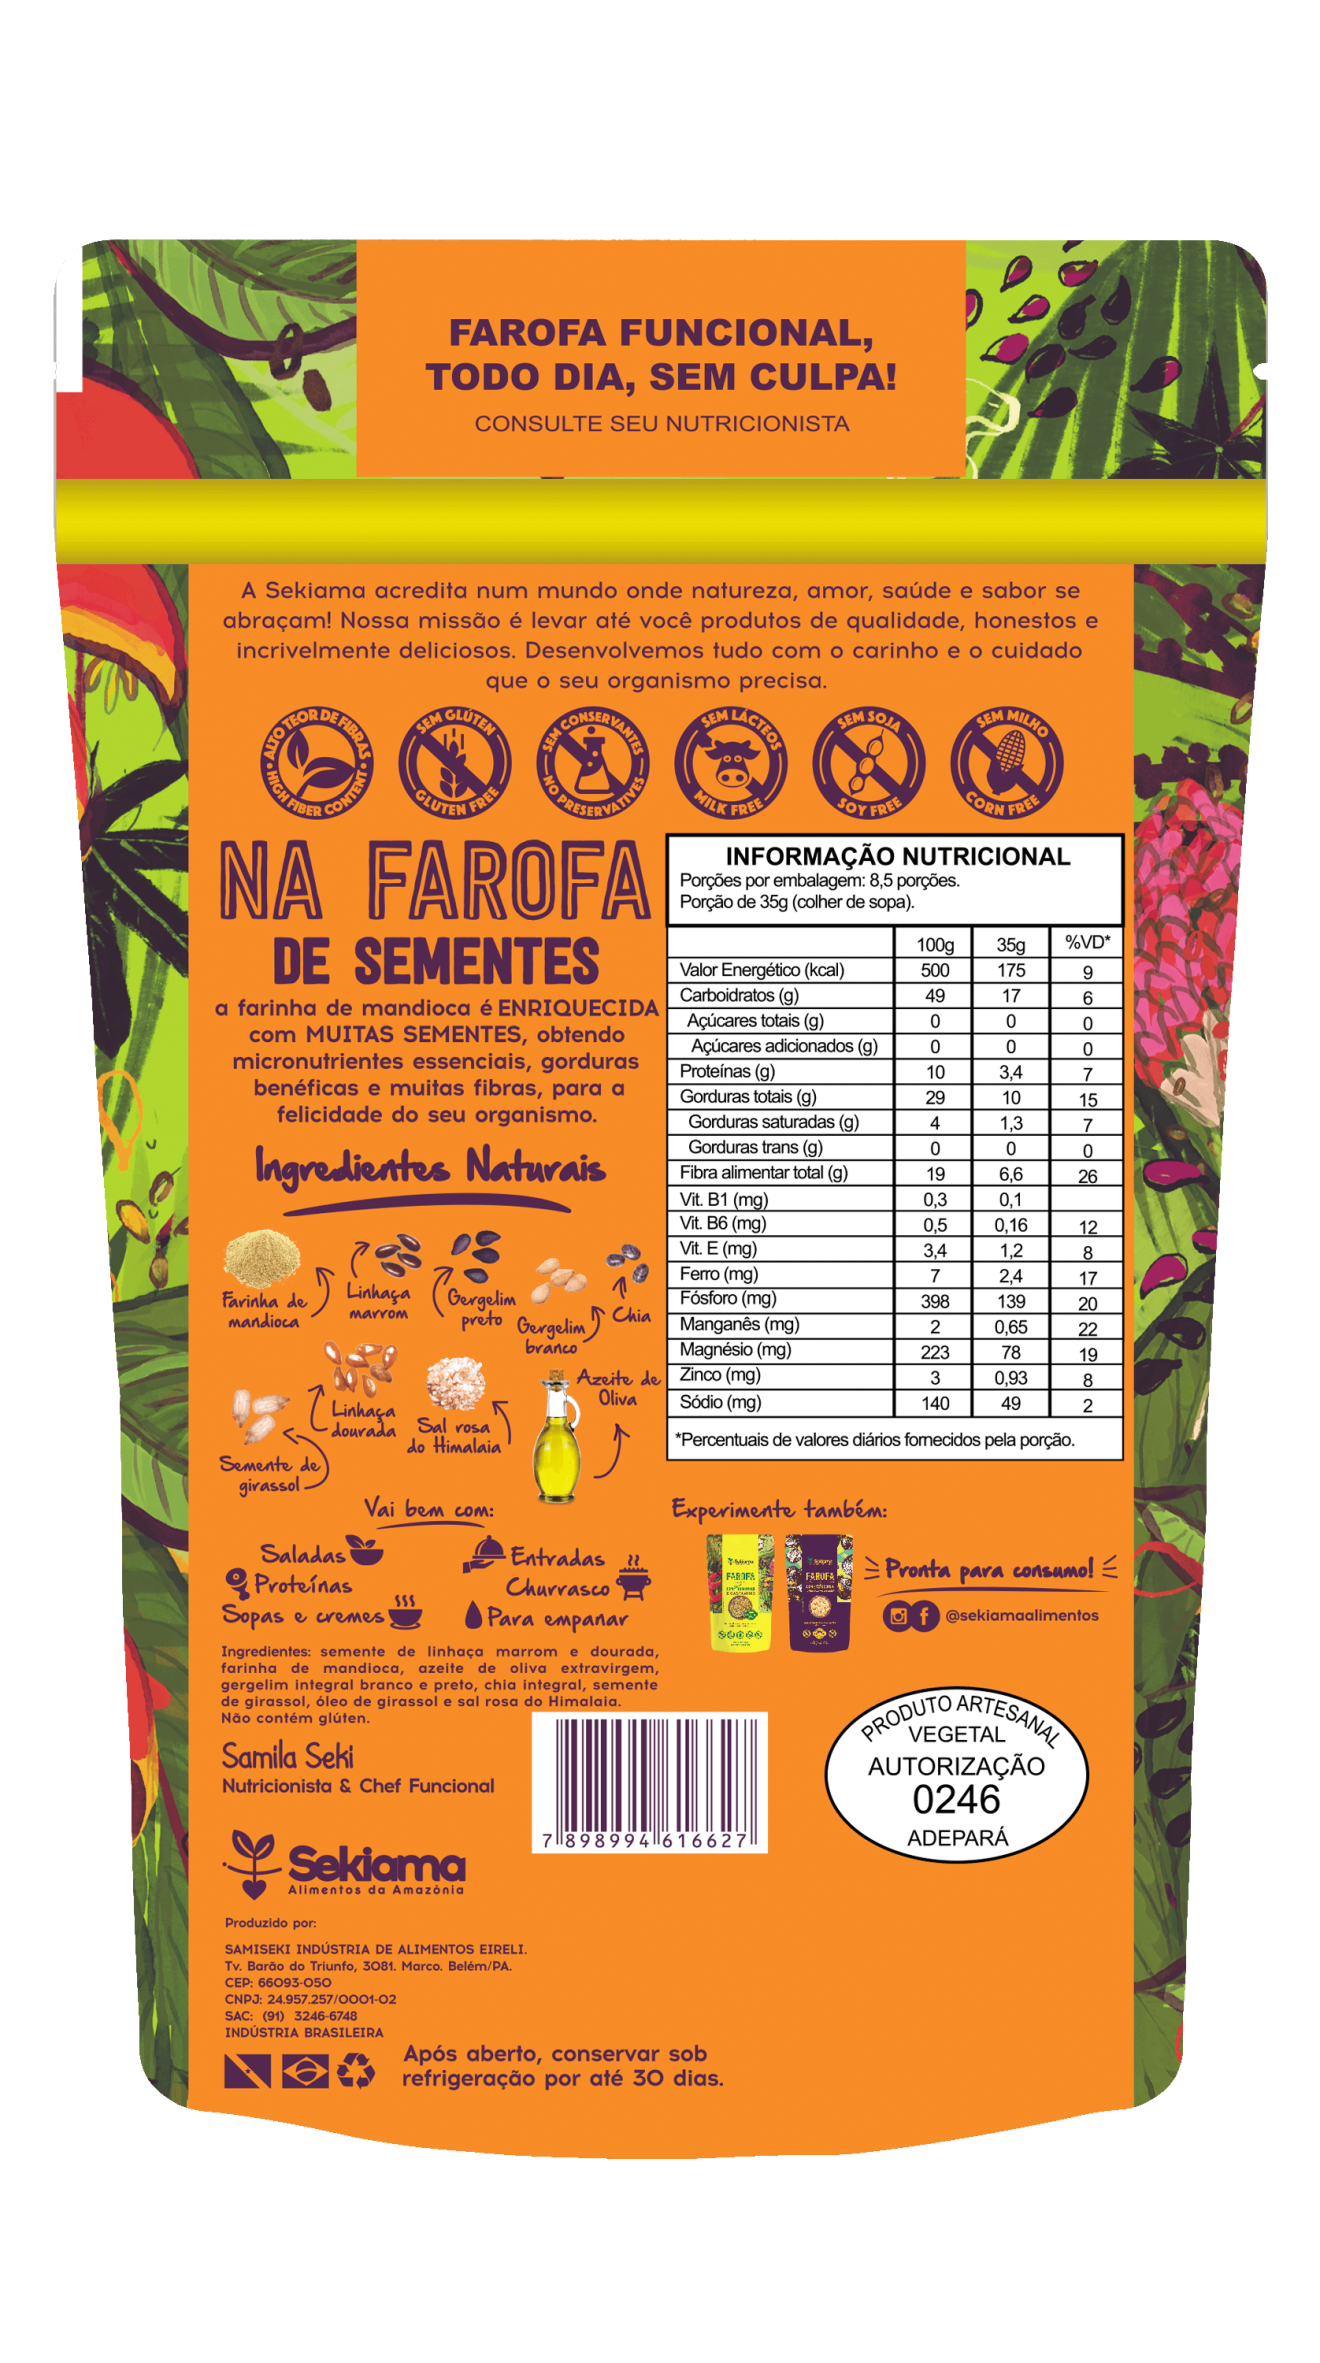 FAROFA FUNCIONAL,
TODO DIA, SEM CULPA!
CONSULTE SEU NUTRICIONISTA
A Sekiama acredita num mundo onde natureza, amor, saúde e sabor se
abraçam! Nossa missão é levar até você produtos de qualidade, honestos e
incrivelmente deliciosos. Desenvolvemos tudo com o carinho e o cuidado
que o seu organismo precisa.
ALTO TEOR DE FIBRAS • HIGH FIBER CONTENT •
SEM GLÚTEN GLUTEN FREE
SEM CONSERVANTES NO PRESERVATIVES
SEM LÁCTEOS MILK FREE
SEM SOJA SOY FREE
SEM MILHO CORN FREE
NA FAROFA
DE SEMENTES
a farinha de mandioca é ENRIQUECIDA
com MUITAS SEMENTES, obtendo
micronutrientes essenciais, gorduras
benéficas e muitas fibras, para a
felicidade do seu organismo.
Ingredientes Naturais
Farinha de
mandioca
Linhaça
marrom
Gergelim
preto
Gergelim
branco
Chia
Semente de
girassol
Linhaça
dourada
Sal rosa
do Himalaia
Azeite de
Oliva
INFORMAÇÃO NUTRICIONAL
Porções por embalagem: 8,5 porções.
Porção de 35g (colher de sopa).
100g 35g %VD*
Valor Energético (kcal) 500 175 9
Carboidratos (g) 49 17 6
Açúcares totais (g) 0 0 0
Açúcares adicionados (g) 0 0 0
Proteínas (g) 10 3,4 7
Gorduras totais (g) 29 10 15
Gorduras saturadas (g) 4 1,3 7
Gorduras trans (g) 0 0 0
Fibra alimentar total (g) 19 6,6 26
Vit. B1 (mg) 0,3 0,1
Vit. B6 (mg) 0,5 0,16 12
Vit. E (mg) 3,4 1,2 8
Ferro (mg) 7 2,4 17
Fósforo (mg) 398 139 20
Manganês (mg) 2 0,65 22
Magnésio (mg) 223 78 19
Zinco (mg) 3 0,93 8
Sódio (mg) 140 49 2
*Percentuais de valores diários fornecidos pela porção.
Vai bem com:
Saladas
Proteínas
Sopas e cremes
Entradas
Churrasco
Para empanar
Experimente também:
Sekiama
FAROFA
Sekiama
FAROFA
Pronta para consumo!
@sekiamaalimentos
Ingredientes: semente de linhaça marrom e dourada,
farinha de mandioca, azeite de oliva extravirgem,
gergelim integral branco e preto, chia integral, semente
de girassol, óleo de girassol e sal rosa do Himalaia.
Não contém glúten.
Samila Seki
Nutricionista & Chef Funcional
7 898994 616627
PRODUTO ARTESANAL
VEGETAL
AUTORIZAÇÃO
0246
ADEPARÁ
Sekiama
Alimentos da Amazônia
Produzido por:
SAMISEKI INDÚSTRIA DE ALIMENTOS EIRELI.
Tv. Barão do Triunfo, 3081. Marco. Belém/PA.
CEP: 66093-050
CNPJ: 24.957.257/0001-02
SAC: (91) 3246-6748
INDÚSTRIA BRASILEIRA
Após aberto, conservar sob
refrigeração por até 30 dias.